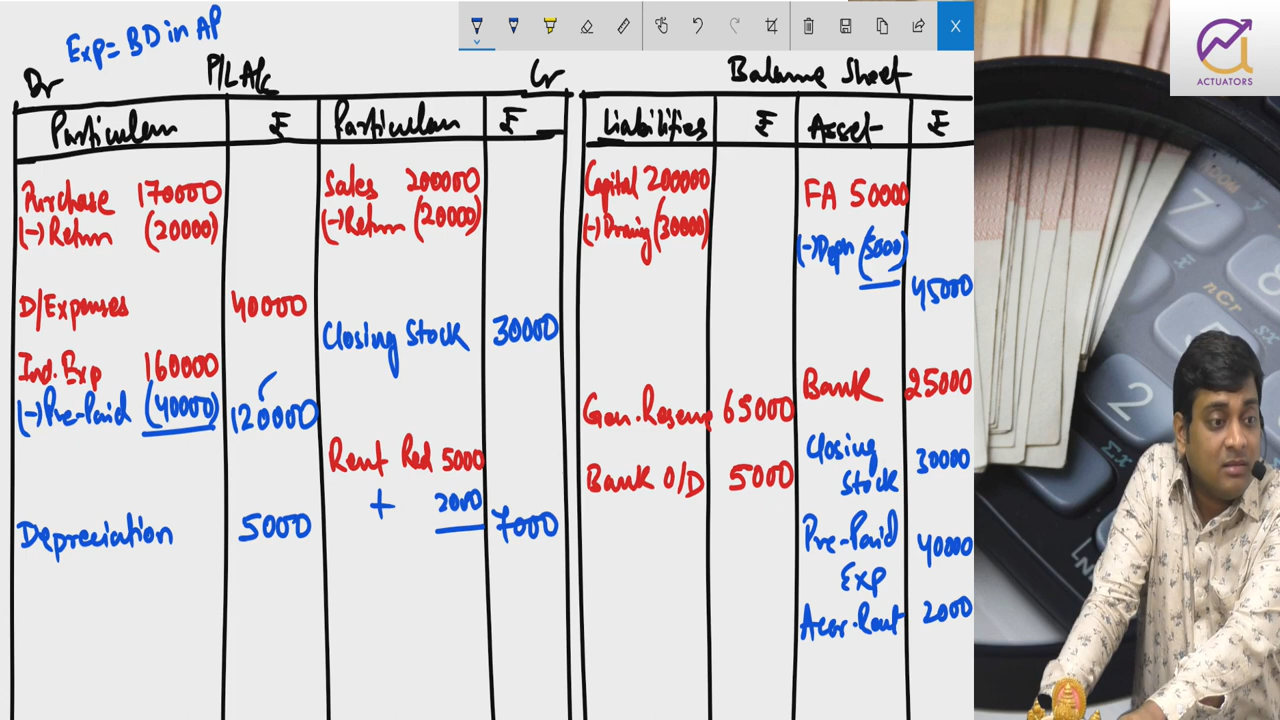 Exp = BD in AP
Dr P/L A/c Cr
Particulars ₹ Particulars ₹
Purchase 170000
(-) Return (20000)
D/Expenses 40000
Ind. Exp 160000
(-) Pre-Paid (40000) 120000
Depreciation 5000
Sales 200000
(-) Return (20000)
Closing Stock 30000
Rent Red 5000
+ 2000 7000
Balance Sheet
Liabilities ₹ Asset ₹
Capital 200000
(-) Drawing (30000)
Gen. Reserve 65000
Bank O/D 5000
FA 50000
(-) Depn (5000)
45000
Bank 25000
Closing
Stock 30000
Pre-Paid
Exp 40000
Accr. Rent 2000
ACTUATORS